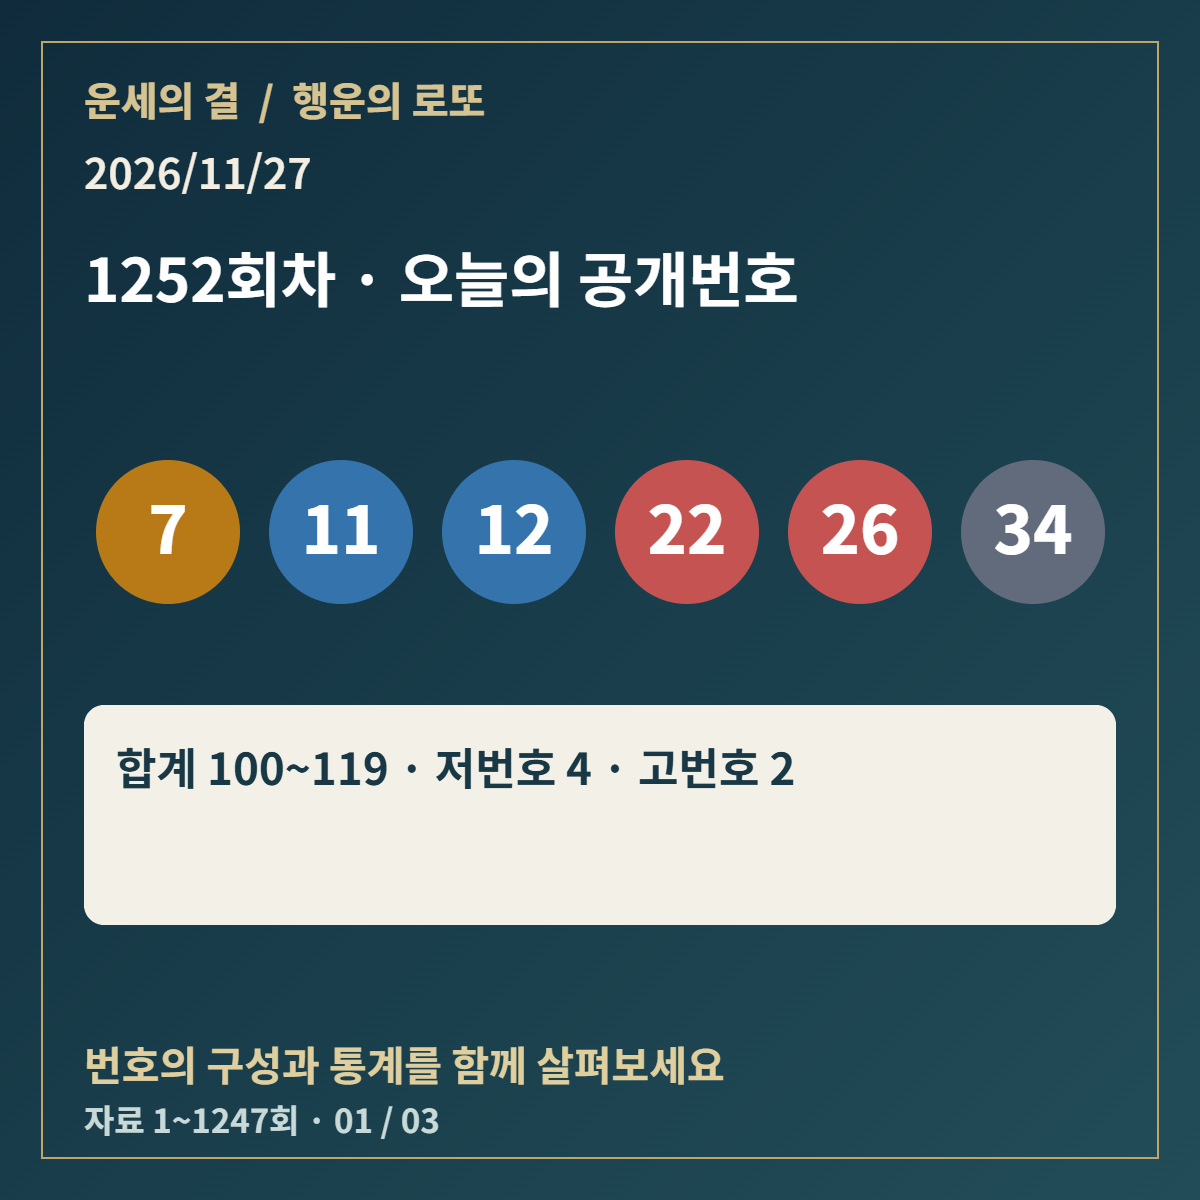 운세의 결 / 행운의 로또
2026/11/27
1252회차 · 오늘의 공개번호
7 11 12 22 26 34
합계 100~119 · 저번호 4 · 고번호 2
번호의 구성과 통계를 함께 살펴보세요
자료 1~1247회 · 01 / 03